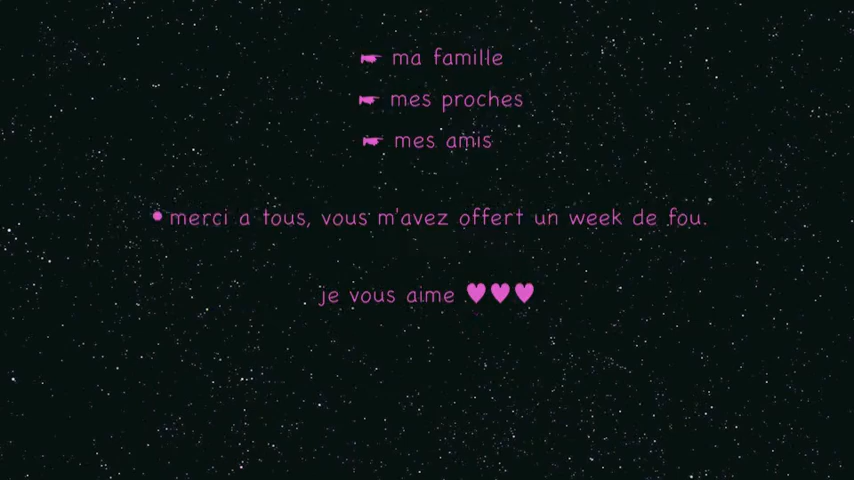 ☛ ma famille
☛ mes proches
☛ mes amis
• merci a tous, vous m'avez offert un week de fou.
je vous aime ♥♥♥